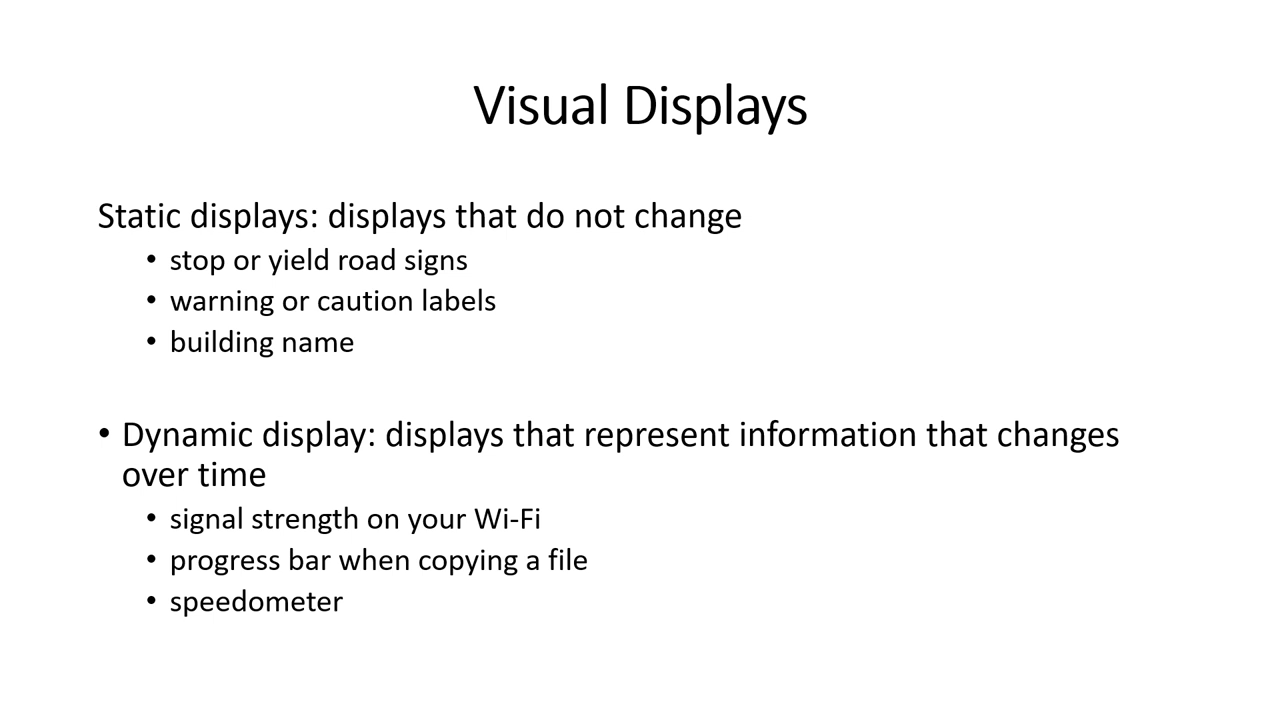 Visual Displays
Static displays: displays that do not change
• stop or yield road signs
• warning or caution labels
• building name
• Dynamic display: displays that represent information that changes
over time
• signal strength on your Wi-Fi
• progress bar when copying a file
• speedometer